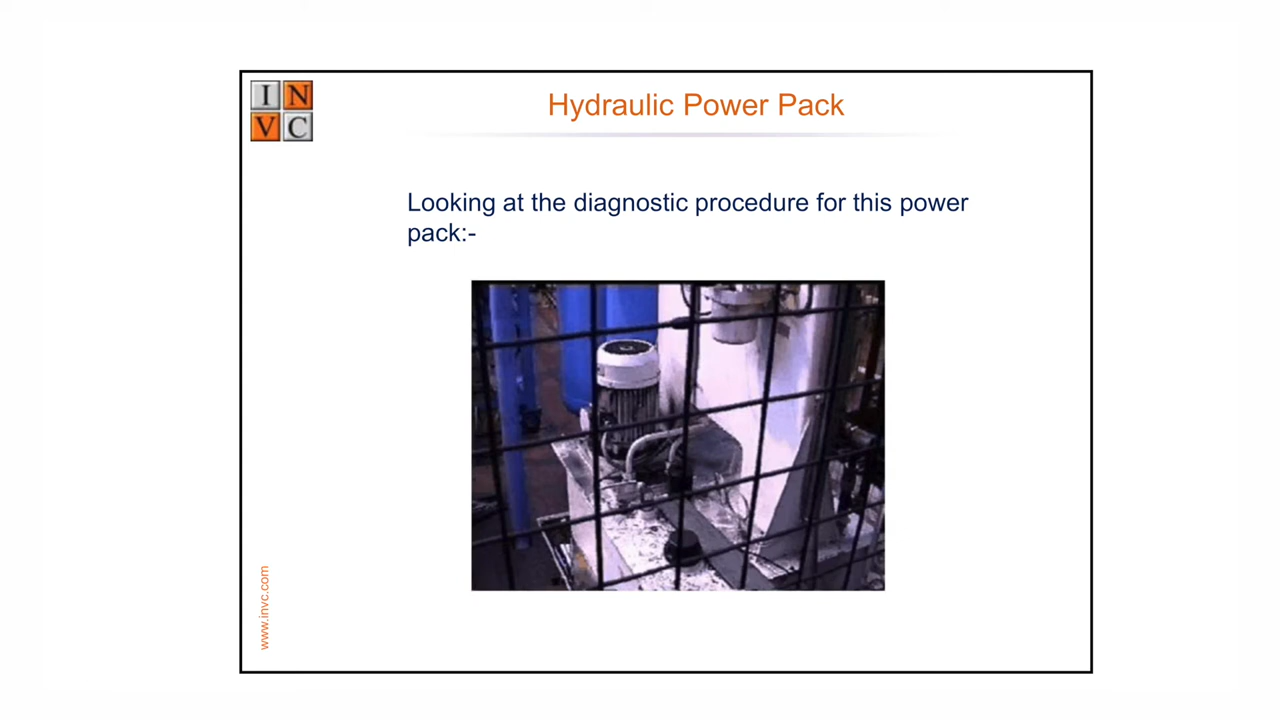 I N
V C
Hydraulic Power Pack
Looking at the diagnostic procedure for this power
pack:-
www.invc.com